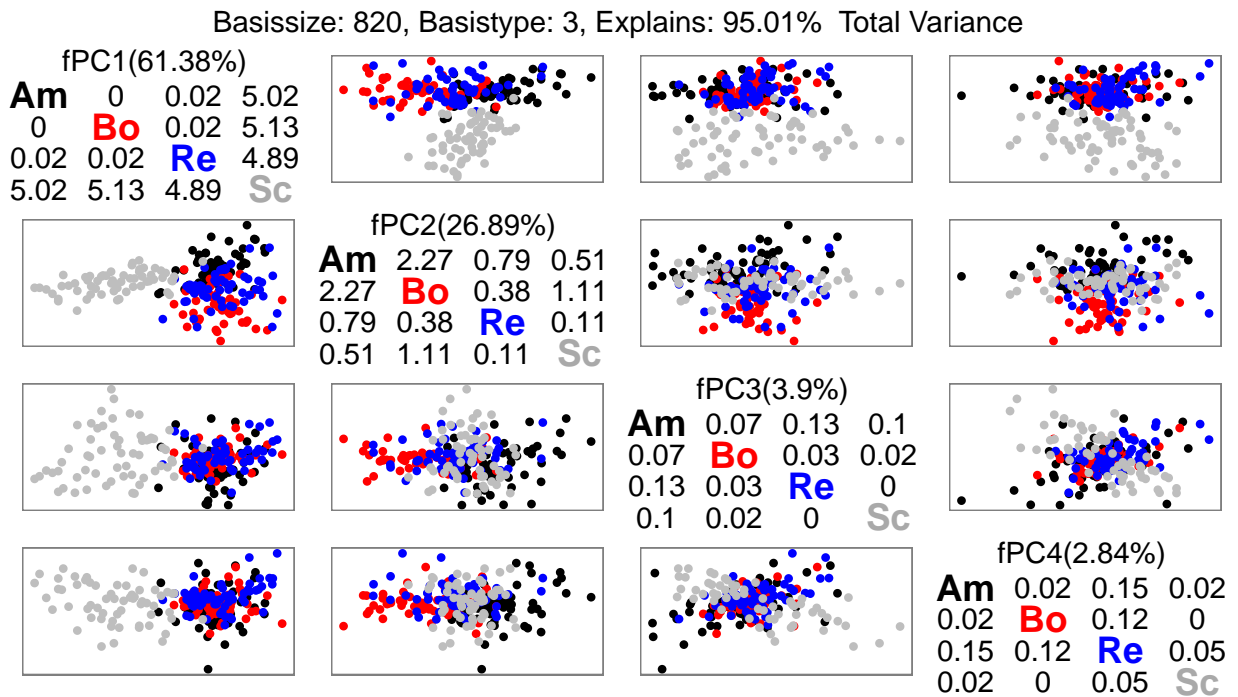 Basissize: 820, Basistype: 3, Explains: 95.01% Total Variance
fPC1(61.38%)
Am 0 0.02 5.02
0 Bo 0.02 5.13
0.02 0.02 Re 4.89
5.02 5.13 4.89 Sc
fPC2(26.89%)
Am 2.27 0.79 0.51
2.27 Bo 0.38 1.11
0.79 0.38 Re 0.11
0.51 1.11 0.11 Sc
fPC3(3.9%)
Am 0.07 0.13 0.1
0.07 Bo 0.03 0.02
0.13 0.03 Re 0
0.1 0.02 0 Sc
fPC4(2.84%)
Am 0.02 0.15 0.02
0.02 Bo 0.12 0
0.15 0.12 Re 0.05
0.02 0 0.05 Sc